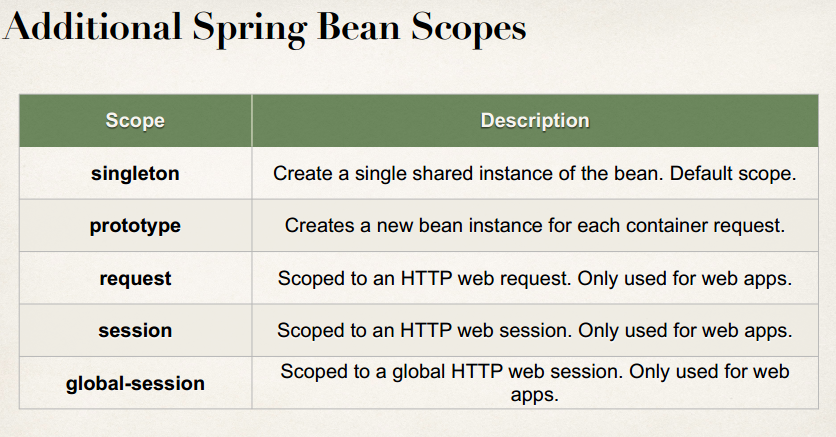 Additional Spring Bean Scopes
Scope Description
singleton Create a single shared instance of the bean. Default scope.
prototype Creates a new bean instance for each container request.
request Scoped to an HTTP web request. Only used for web apps.
session Scoped to an HTTP web session. Only used for web apps.
global-session Scoped to a global HTTP web session. Only used for web
apps.